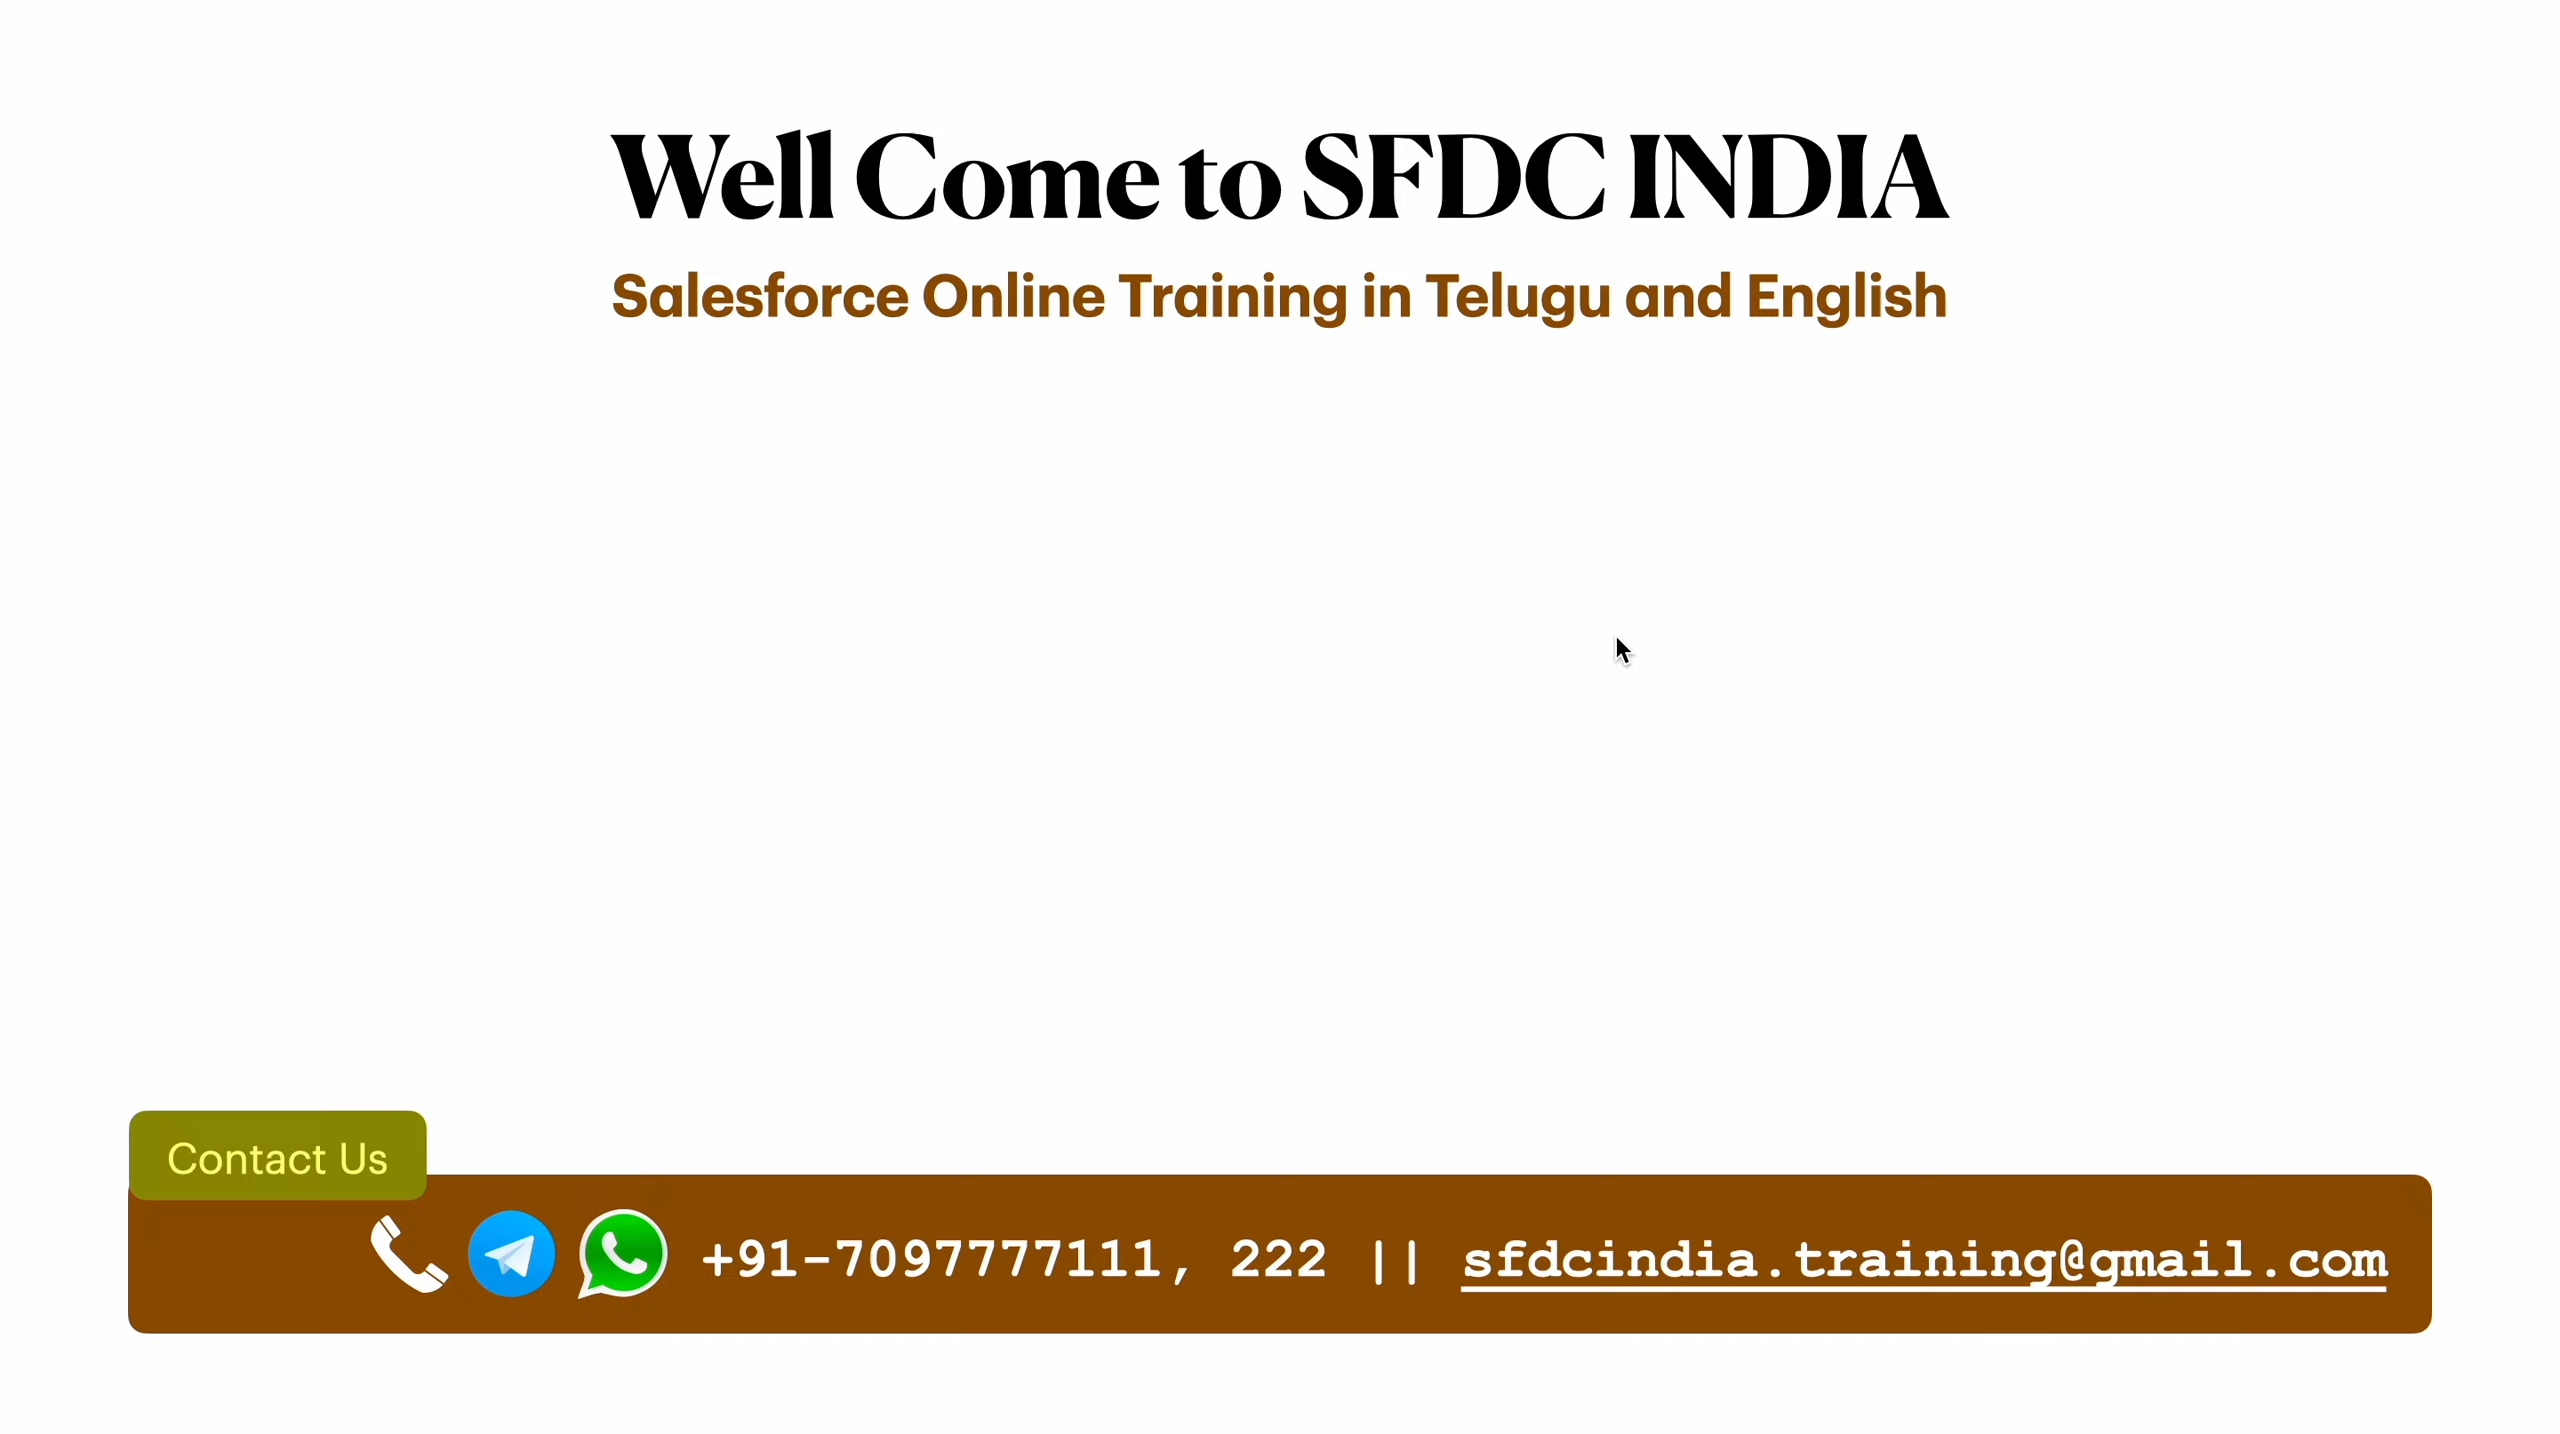 Well Come to SFDC INDIA
Salesforce Online Training in Telugu and English
Contact Us
+91-7097777111, 222 || sfdcindia.training@gmail.com